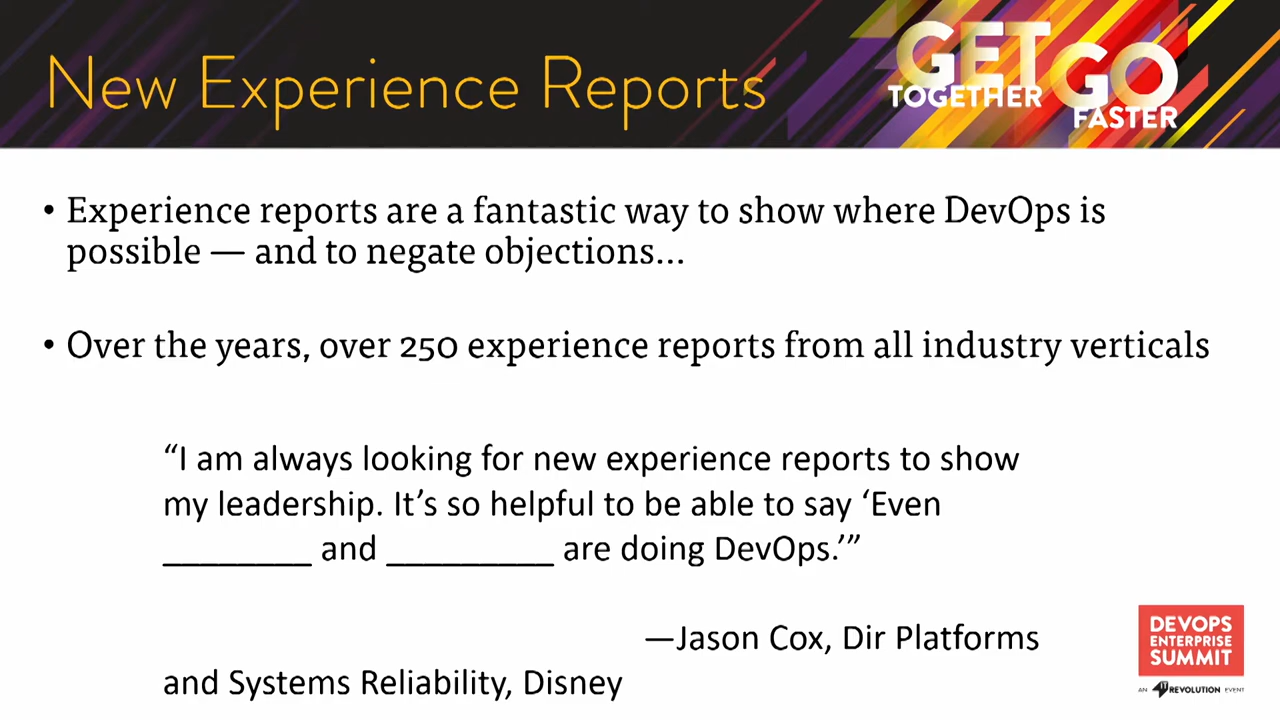 New Experience Reports
GET
TOGETHER
GO
FASTER
• Experience reports are a fantastic way to show where DevOps is
possible — and to negate objections...
• Over the years, over 250 experience reports from all industry verticals
“I am always looking for new experience reports to show
my leadership. It’s so helpful to be able to say ‘Even
________ and _________ are doing DevOps.’”
—Jason Cox, Dir Platforms
and Systems Reliability, Disney
DEVOPS
ENTERPRISE
SUMMIT
AN IT REVOLUTION EVENT